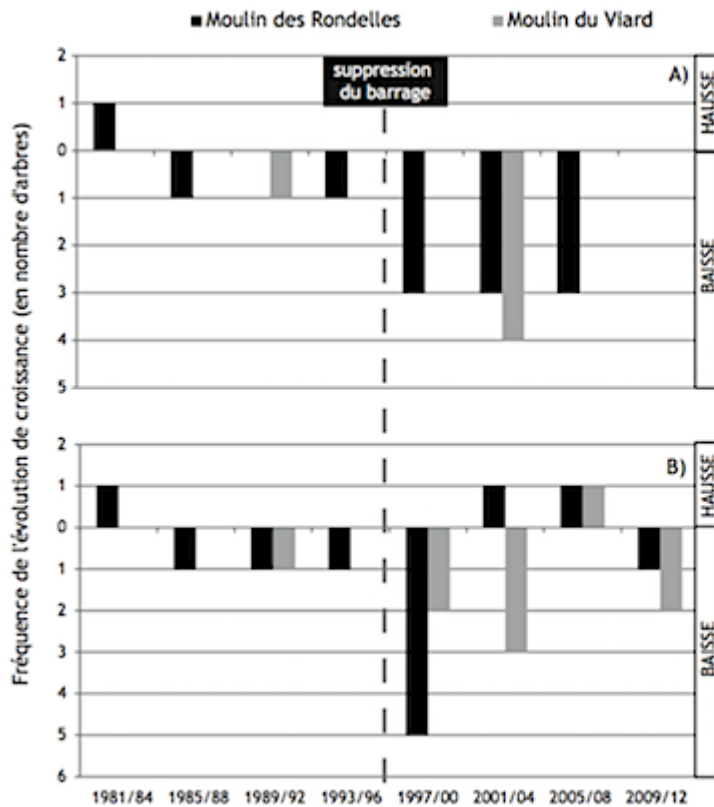 Moulin des Rondelles
Moulin du Viard
Fréquence de l'évolution de croissance (en nombre d'arbres)
2
1
0
1
2
3
4
5
suppression
du barrage
A)
HAUSSE
BAISSE
2
1
0
1
2
3
4
5
6
B)
HAUSSE
BAISSE
1981/84 1985/88 1989/92 1993/96 1997/00 2001/04 2005/08 2009/12